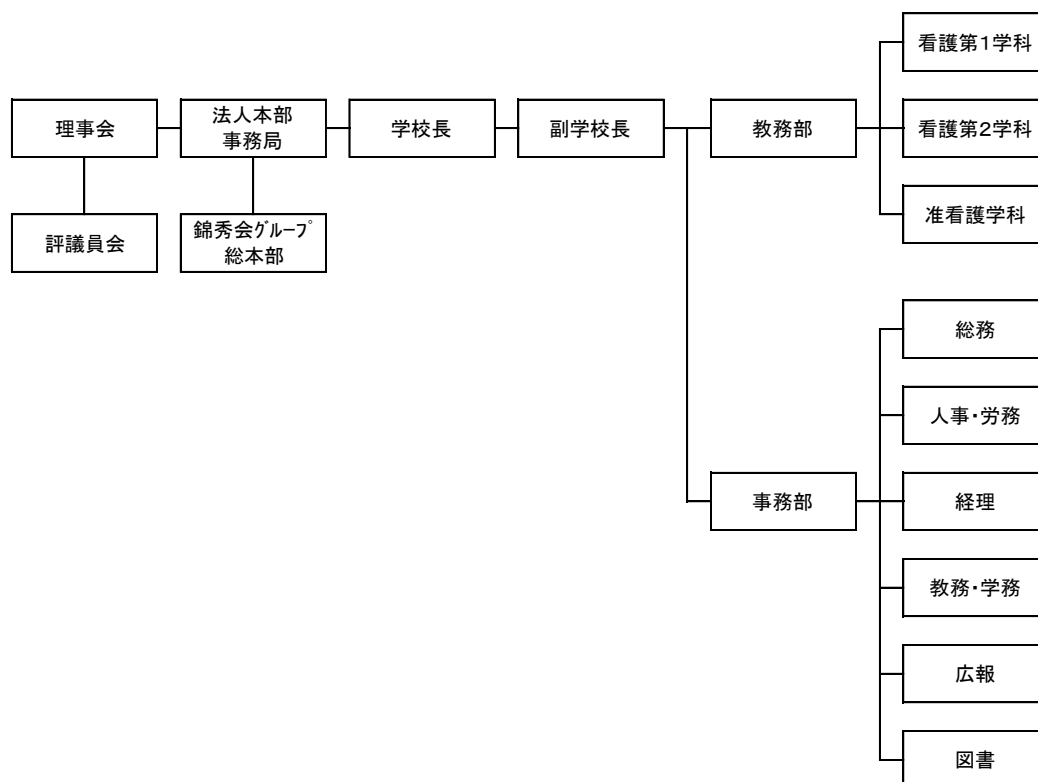 看護第1学科
理事会
法人本部
事務局
学校長
副学校長
教務部
看護第2学科
評議員会
錦秀会ｸﾞﾙｰﾌﾟ
総本部
准看護学科
総務
人事・労務
事務部
経理
教務・学務
広報
図書